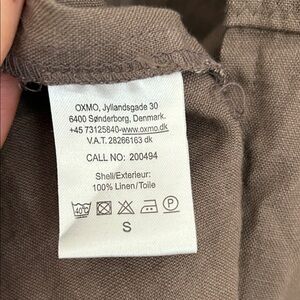 OXMO, Jyllandsgade 30
6400 Sønderborg, Denmark.
+45 73125840-www.oxmo.dk
V.A.T. 28266163 dk
CALL NO: 200494
Shell/Exterieur:
100% Linen/Toile
40°C P
S